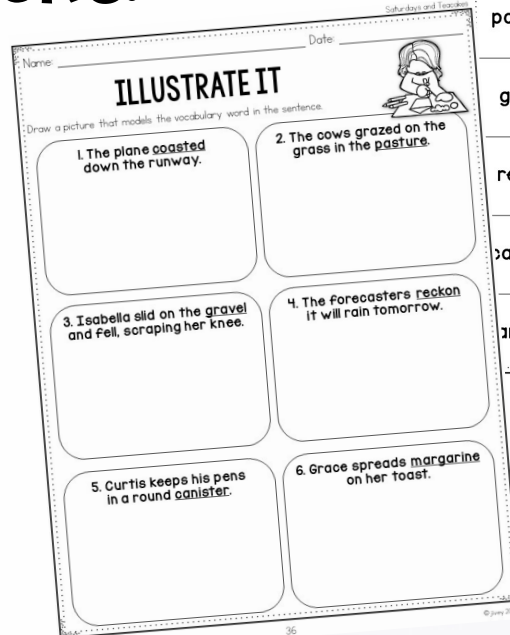 Saturdays and Teacakes
Name:
Date:
ILLUSTRATE IT
Draw a picture that models the vocabulary word in the sentence.
1. The plane coasted
down the runway.
2. The cows grazed on the
grass in the pasture.
3. Isabella slid on the gravel
and fell, scraping her knee.
4. The forecasters reckon
it will rain tomorrow.
5. Curtis keeps his pens
in a round canister.
6. Grace spreads margarine
on her toast.
36